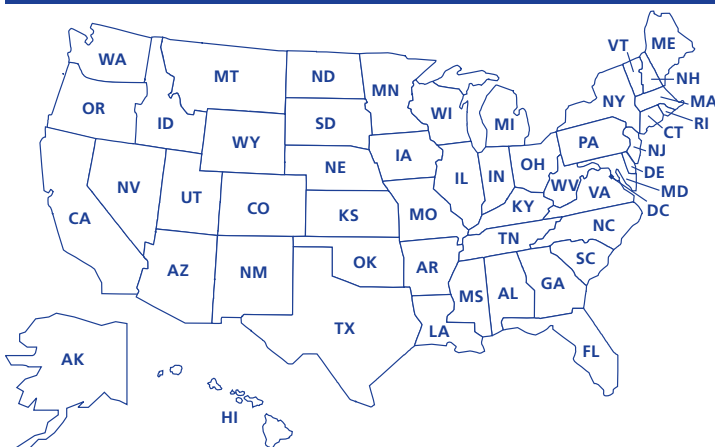 WA
MT
ND
MN
VT
ME
NH
MA
RI
CT
NY
OR
ID
WY
SD
WI
MI
PA
NJ
DE
MD
DC
NE
IA
IL
IN
OH
WV
VA
NV
UT
CO
KS
MO
KY
CA
AZ
NM
OK
AR
TN
NC
SC
TX
LA
MS
AL
GA
FL
AK
HI